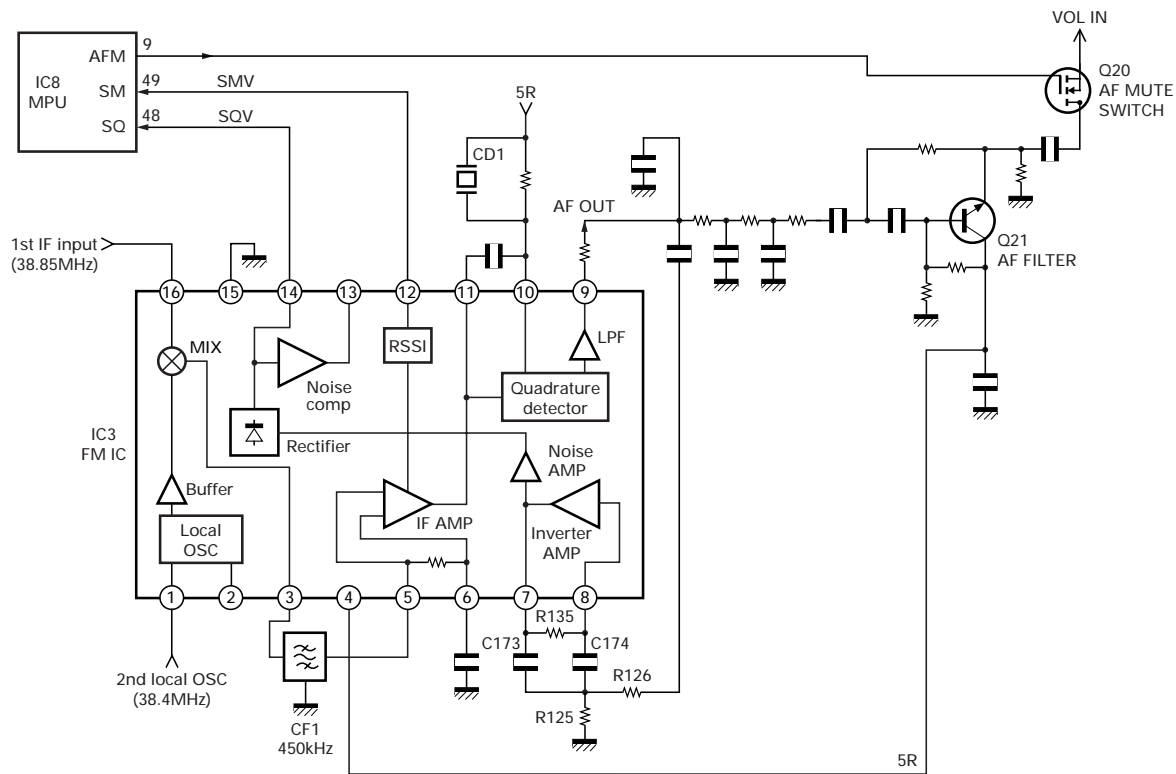 VOL IN
AFM
9
IC8
MPU
SM
49
SMV
SQ
48
SQV
Q20
AF MUTE
SWITCH
5R
CD1
AF OUT
Q21
AF FILTER
1st IF input
(38.85MHz)
16
15
14
13
12
11
10
9
MIX
RSSI
LPF
Noise
comp
Quadrature
detector
IC3
FM IC
Rectifier
Noise
AMP
Buffer
IF AMP
Inverter
AMP
Local
OSC
1
2
3
4
5
6
7
8
R135
C173
C174
R126
R125
2nd local OSC
(38.4MHz)
CF1
450kHz
5R